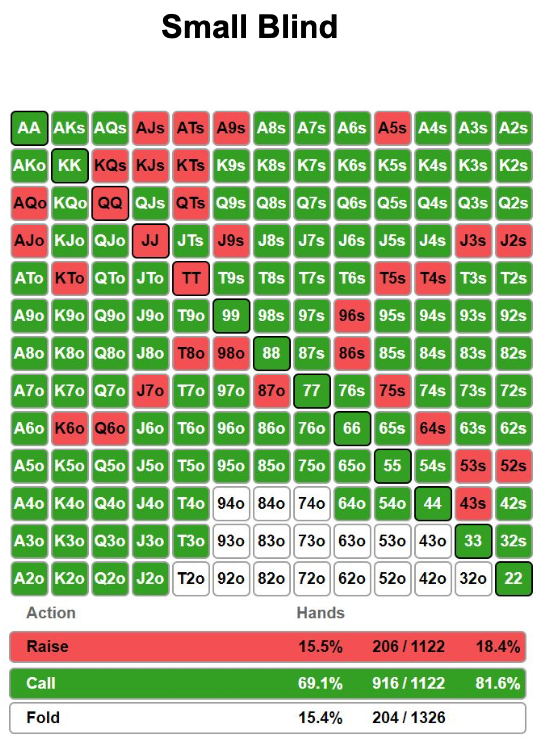 Small Blind
AA AKs AQs AJs ATs A9s A8s A7s A6s A5s A4s A3s A2s
AKo KK KQs KJs KTs K9s K8s K7s K6s K5s K4s K3s K2s
AQo KQo QQ QJs QTs Q9s Q8s Q7s Q6s Q5s Q4s Q3s Q2s
AJo KJo QJo JJ JTs J9s J8s J7s J6s J5s J4s J3s J2s
ATo KTo QTo JTo TT T9s T8s T7s T6s T5s T4s T3s T2s
A9o K9o Q9o J9o T9o 99 98s 97s 96s 95s 94s 93s 92s
A8o K8o Q8o J8o T8o 98o 88 87s 86s 85s 84s 83s 82s
A7o K7o Q7o J7o T7o 97o 87o 77 76s 75s 74s 73s 72s
A6o K6o Q6o J6o T6o 96o 86o 76o 66 65s 64s 63s 62s
A5o K5o Q5o J5o T5o 95o 85o 75o 65o 55 54s 53s 52s
A4o K4o Q4o J4o T4o 94o 84o 74o 64o 54o 44 43s 42s
A3o K3o Q3o J3o T3o 93o 83o 73o 63o 53o 43o 33 32s
A2o K2o Q2o J2o T2o 92o 82o 72o 62o 52o 42o 32o 22
Action Hands
Raise 15.5% 206 / 1122 18.4%
Call 69.1% 916 / 1122 81.6%
Fold 15.4% 204 / 1326